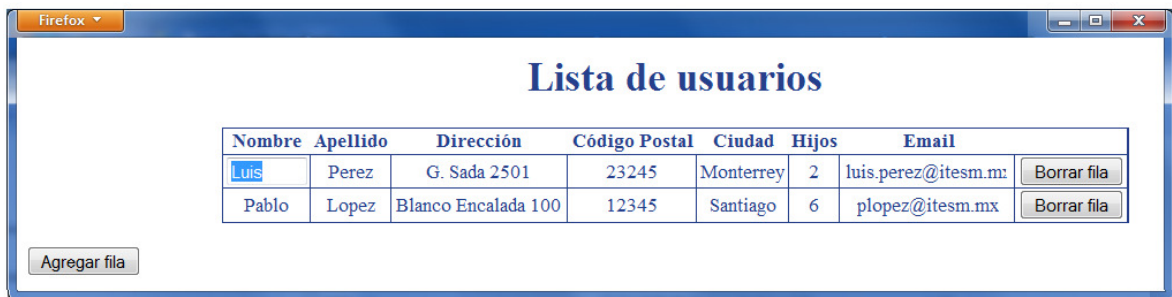 Firefox
Lista de usuarios
Nombre Apellido Dirección Código Postal Ciudad Hijos Email
Luis Perez G. Sada 2501 23245 Monterrey 2 luis.perez@itesm.m Borrar fila
Pablo Lopez Blanco Encalada 100 12345 Santiago 6 plopez@itesm.mx Borrar fila
Agregar fila